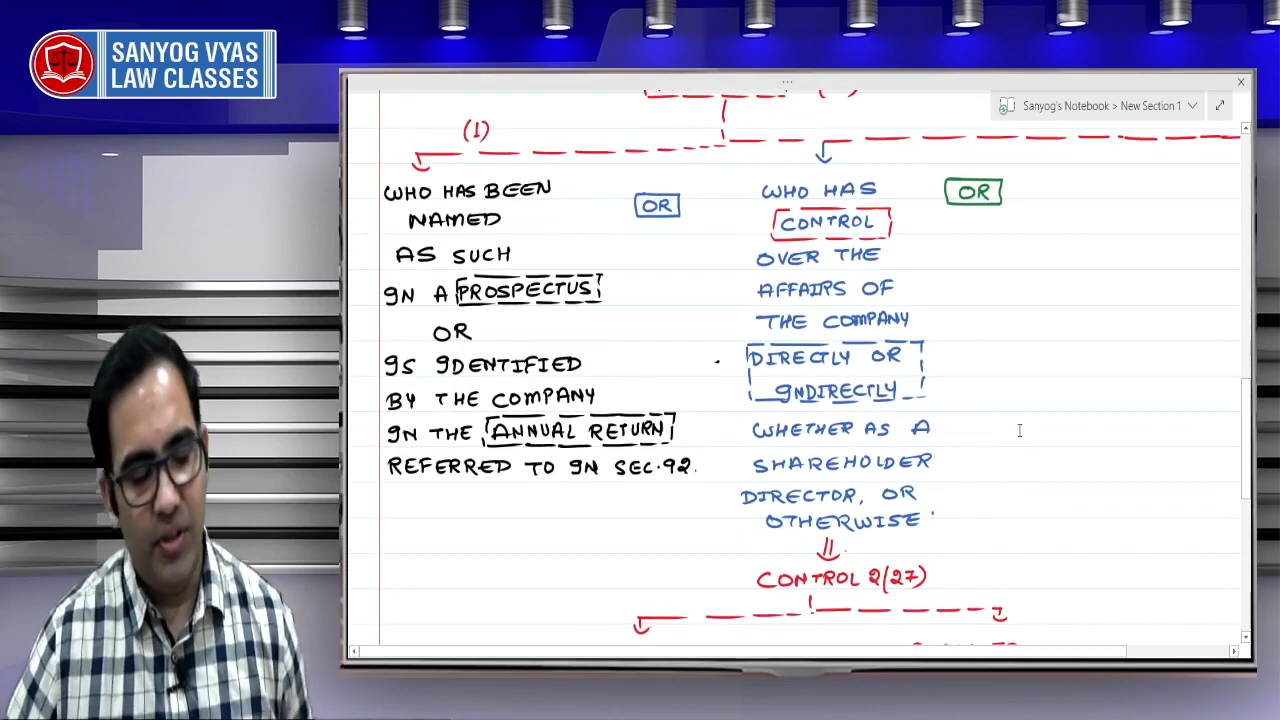 SANYOG VYAS
LAW CLASSES
Sanyog's Notebook > New Section 1
(1)
WHO HAS BEEN
NAMED
AS SUCH
IN A PROSPECTUS
OR
IS IDENTIFIED
BY THE COMPANY
IN THE ANNUAL RETURN
REFERRED TO IN SEC.92.
OR
WHO HAS
CONTROL
OVER THE
AFFAIRS OF
THE COMPANY
DIRECTLY OR
INDIRECTLY
WHETHER AS A
SHAREHOLDER
DIRECTOR, OR
OTHERWISE
CONTROL 2(27)
OR